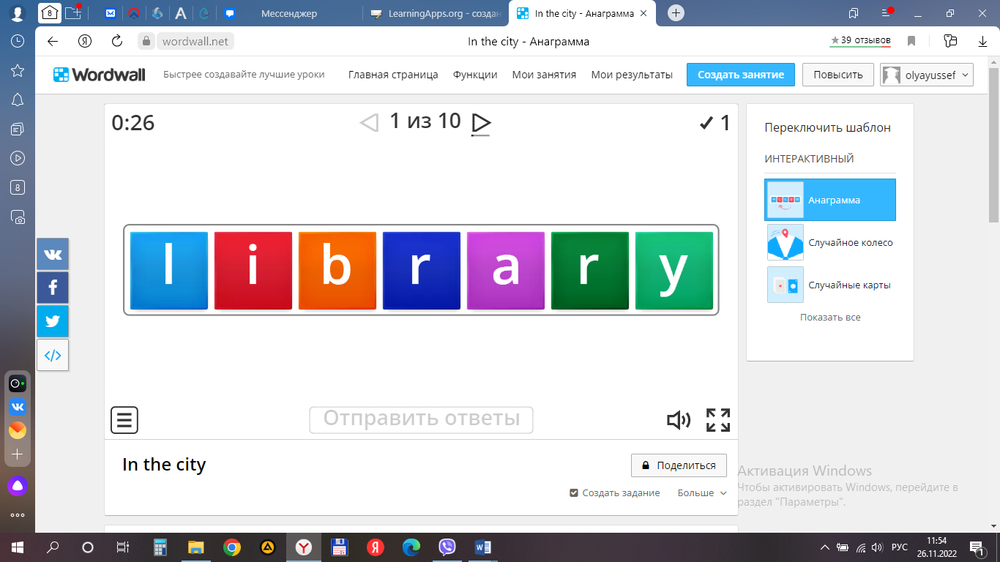 8
Мессенджер
LearningApps.org - создан
In the city - Анаграмма
wordwall.net
In the city - Анаграмма
39 отзывов
Wordwall
Быстрее создавайте лучшие уроки
Главная страница
Функции
Мои занятия
Мои результаты
Создать занятие
Повысить
olyayussef
0:26
1 из 10
1
Переключить шаблон
ИНТЕРАКТИВНЫЙ
Анаграмма
Случайное колесо
Случайные карты
Показать все
8
l i b r a r y
Отправить ответы
In the city
Поделиться
Создать задание
Больше
Активация Windows
Чтобы активировать Windows, перейдите в
раздел "Параметры".
РУС
11:54
26.11.2022
1